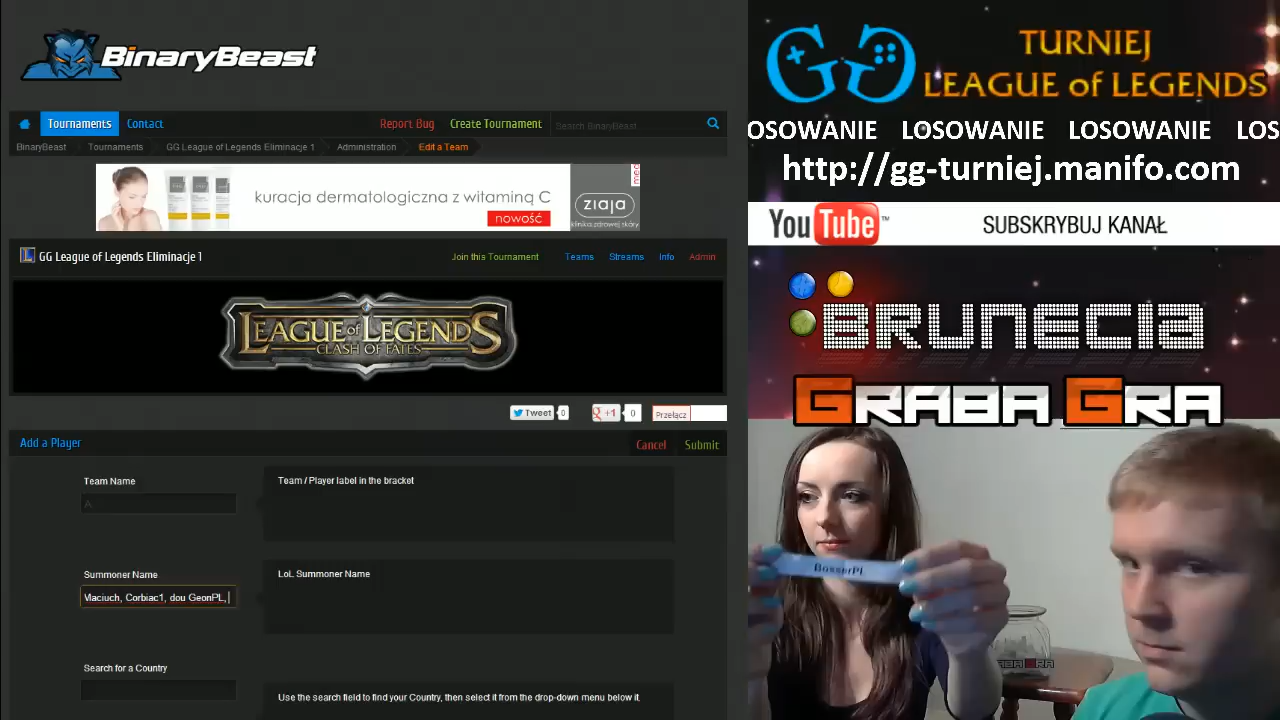 BinaryBeast
Tournaments Contact Report Bug Create Tournament Search BinaryBeast
BinaryBeast Tournaments GG League of Legends Eliminacje 1 Administration Edit a Team
kuracja dermatologiczna z witaminą C
nowość
ziaja
med
GG League of Legends Eliminacje 1 Join this Tournament Teams Streams Info Admin
LEAGUE of LEGENDS
CLASH OF FATES
Tweet 0 +1 0 Przełącz
Add a Player Cancel Submit
Team Name
Team / Player label in the bracket
A
Summoner Name
LoL Summoner Name
Maciuch, Corbiac1, dou GeonPL,
Search for a Country
Use the search field to find your Country, then select it from the drop-down menu below it.
GG
TURNIEJ
LEAGUE of LEGENDS
OSOWANIE LOSOWANIE LOSOWANIE LOS
http://gg-turniej.manifo.com
YouTube™ SUBSKRYBUJ KANAŁ
BRUNECIA
GRABA GRA
BosserPl
GRABA GRA